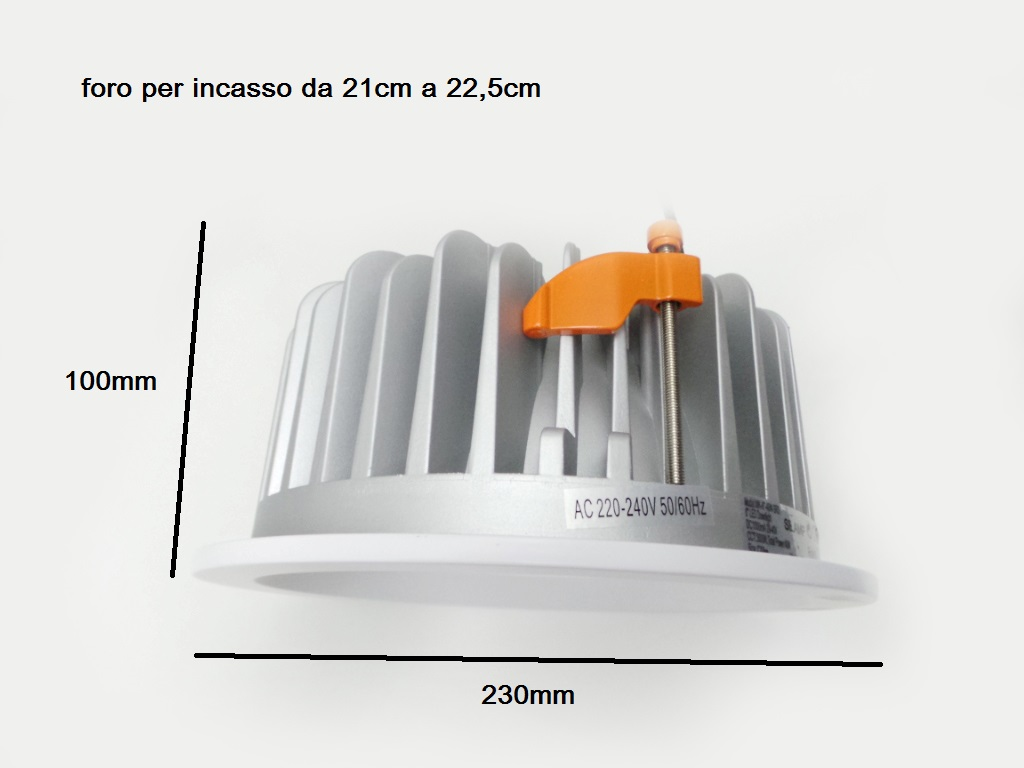 foro per incasso da 21cm a 22,5cm
100mm
AC 220-240V 50/60Hz
230mm